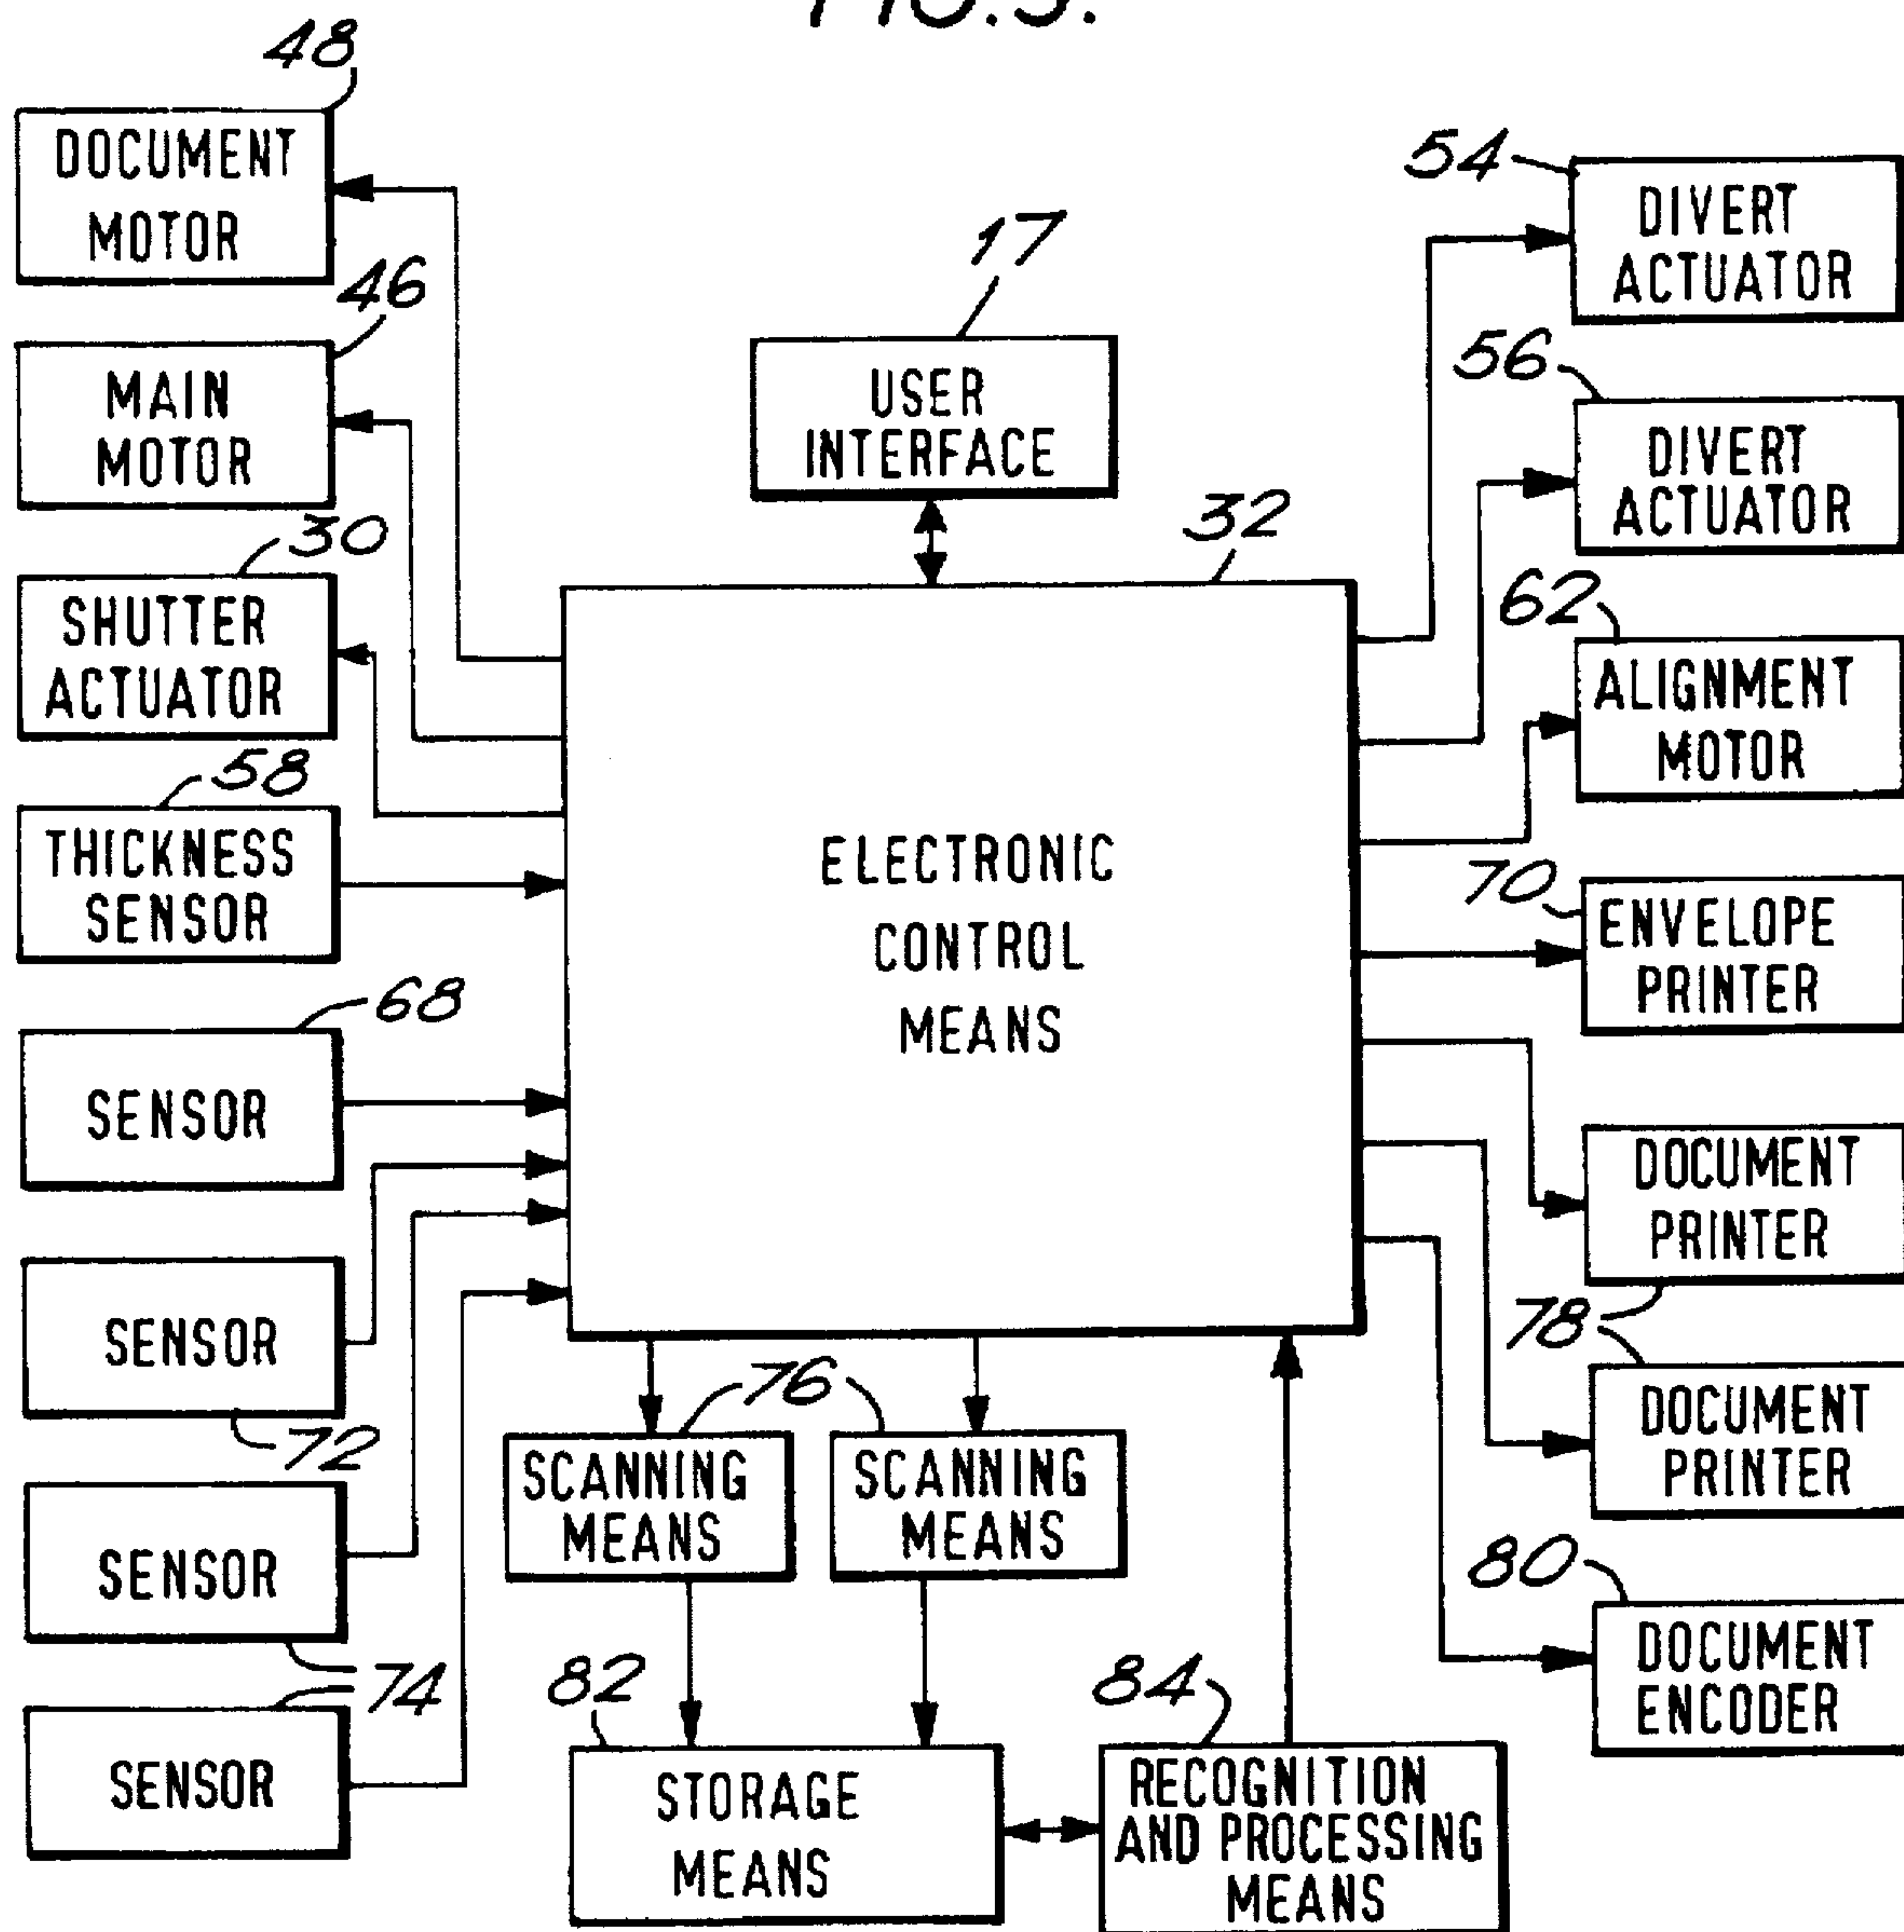 FIG. 5.
48
DOCUMENT
MOTOR
46
MAIN
MOTOR
30
SHUTTER
ACTUATOR
58
THICKNESS
SENSOR
68
SENSOR
SENSOR
72
SENSOR
74
SENSOR
17
USER
INTERFACE
32
ELECTRONIC
CONTROL
MEANS
76
SCANNING
MEANS
SCANNING
MEANS
82
STORAGE
MEANS
84
RECOGNITION
AND PROCESSING
MEANS
54
DIVERT
ACTUATOR
56
DIVERT
ACTUATOR
62
ALIGNMENT
MOTOR
70
ENVELOPE
PRINTER
DOCUMENT
PRINTER
78
DOCUMENT
PRINTER
80
DOCUMENT
ENCODER